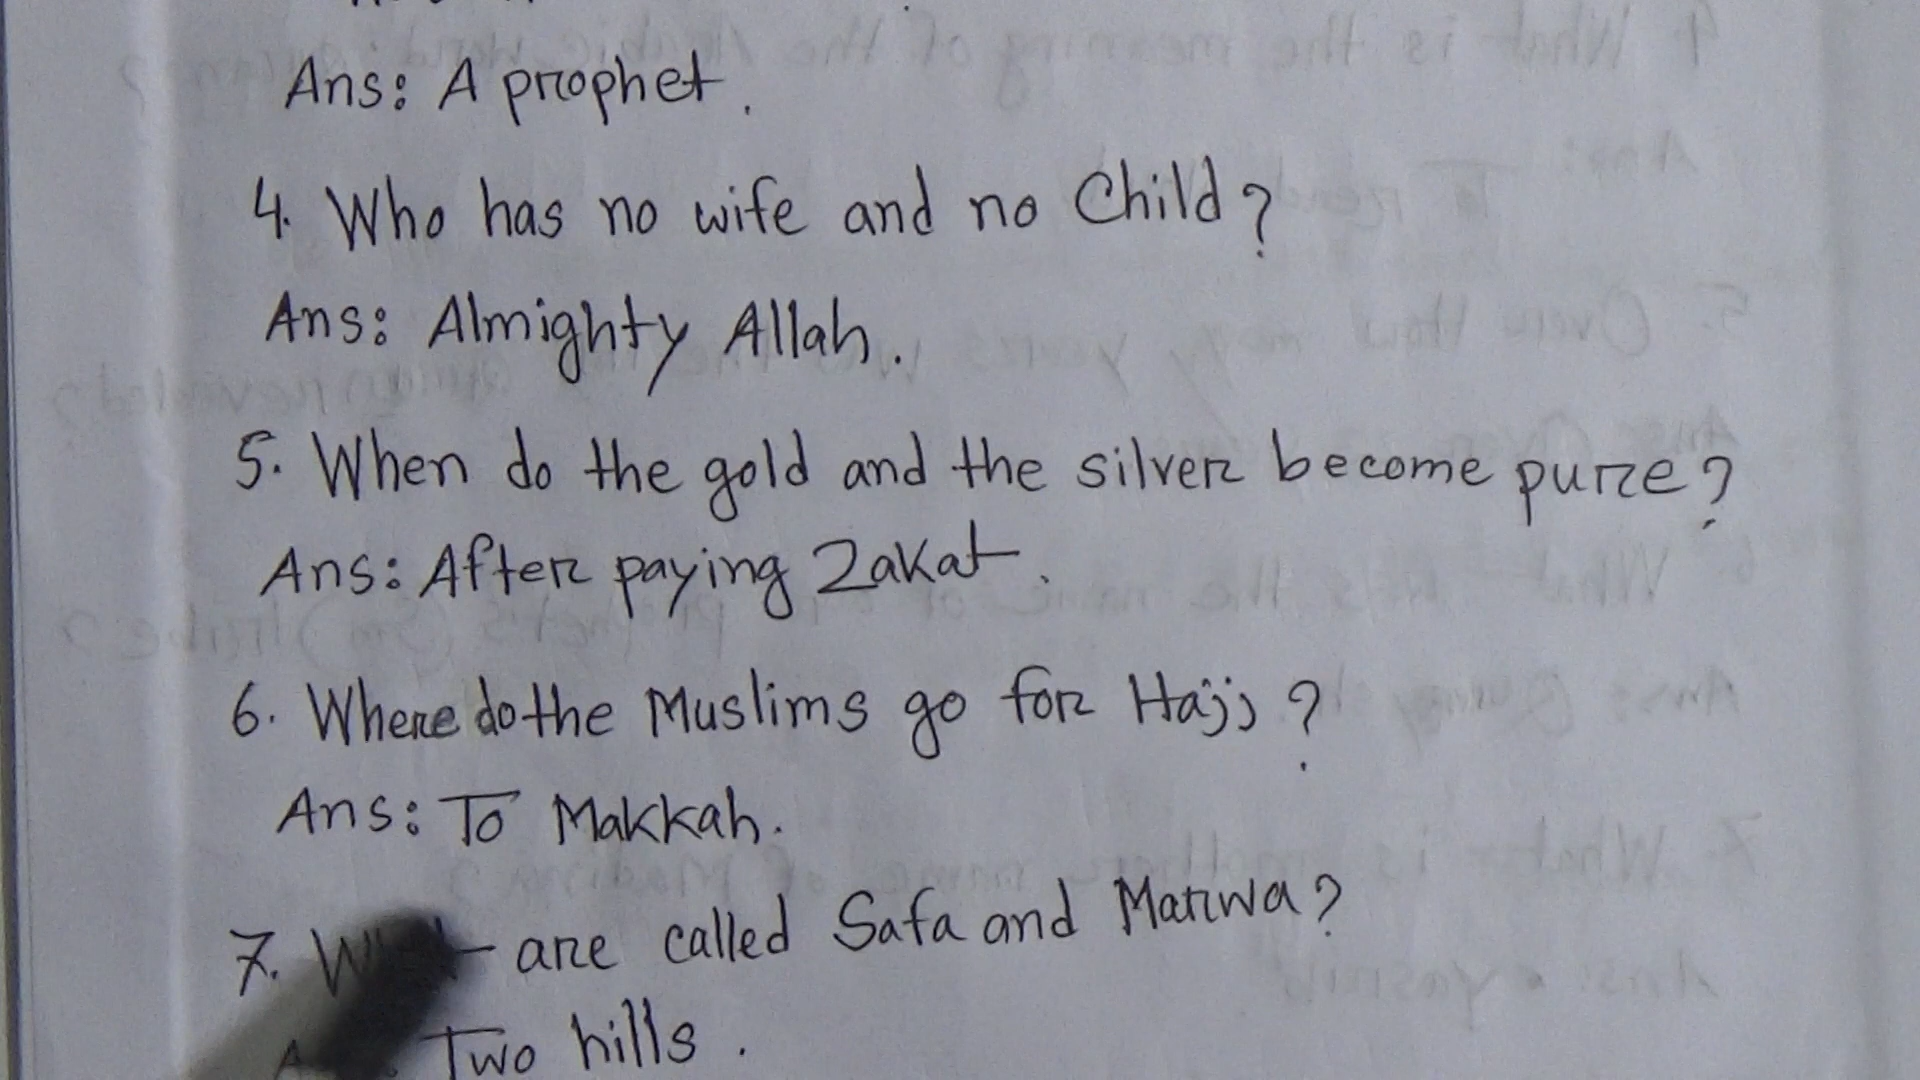 Ans: A prophet.
4. Who has no wife and no Child?
Ans: Almighty Allah.
5. When do the gold and the silver become pure?
Ans: After paying Zakat.
6. Where do the Muslims go for Hajj?
Ans: To Makkah.
7. What are called Safa and Marwa?
Two hills.